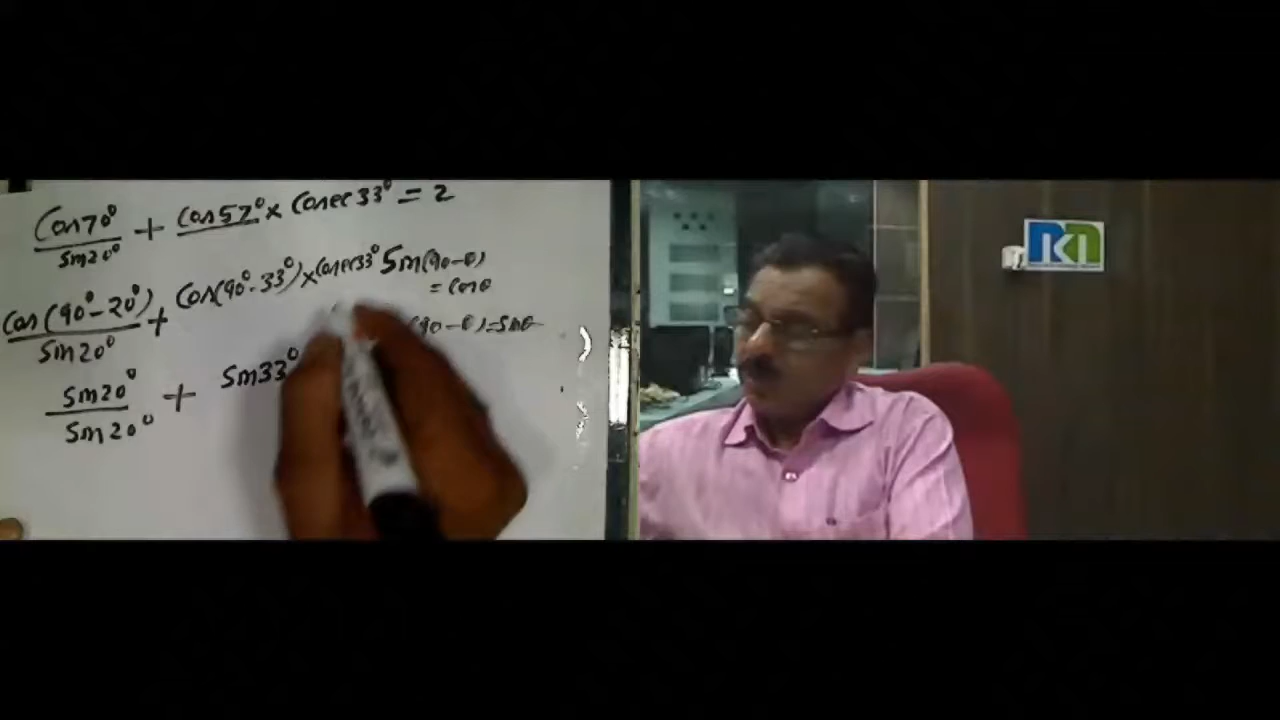 Cos70° / sin20° + Cos57° × Cosec33° = 2
Cos(90°-20°) / sin20° + Cos(90°-33°) × Cosec33°
Sin(90-θ)
= Cosθ
(90-θ)=Sinθ
sin20° / sin20° + sin33°
RKN